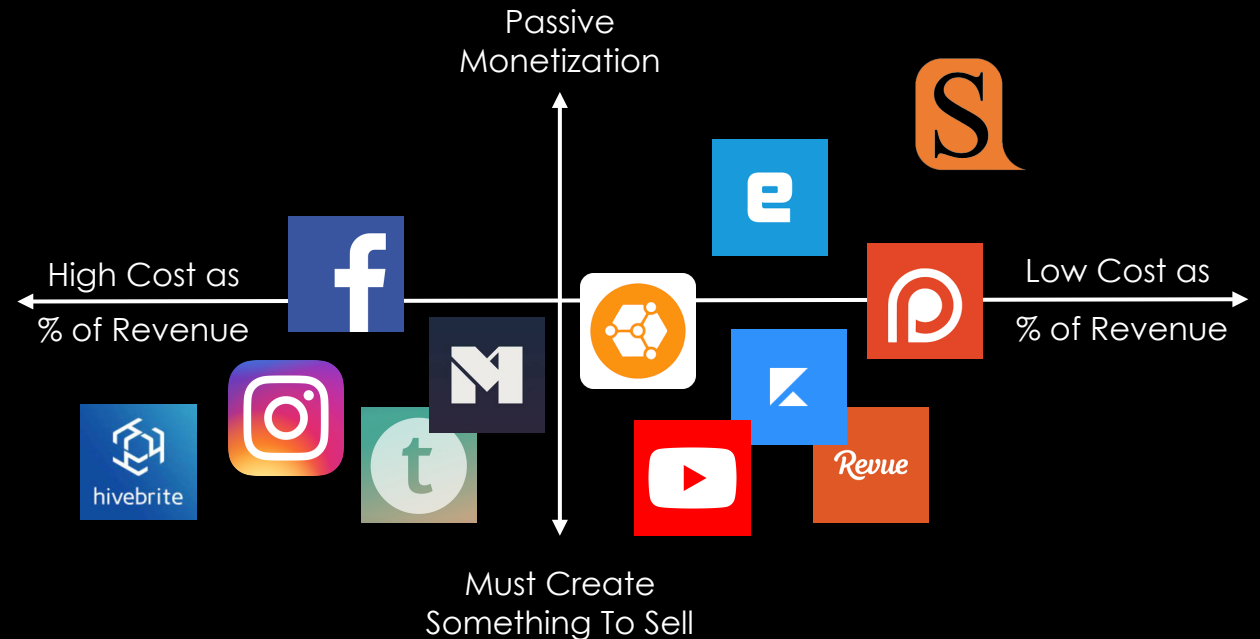 Passive
Monetization
S
e
f
High Cost as
% of Revenue
Low Cost as
% of Revenue
M
hivebrite
t
Revue
Must Create
Something To Sell